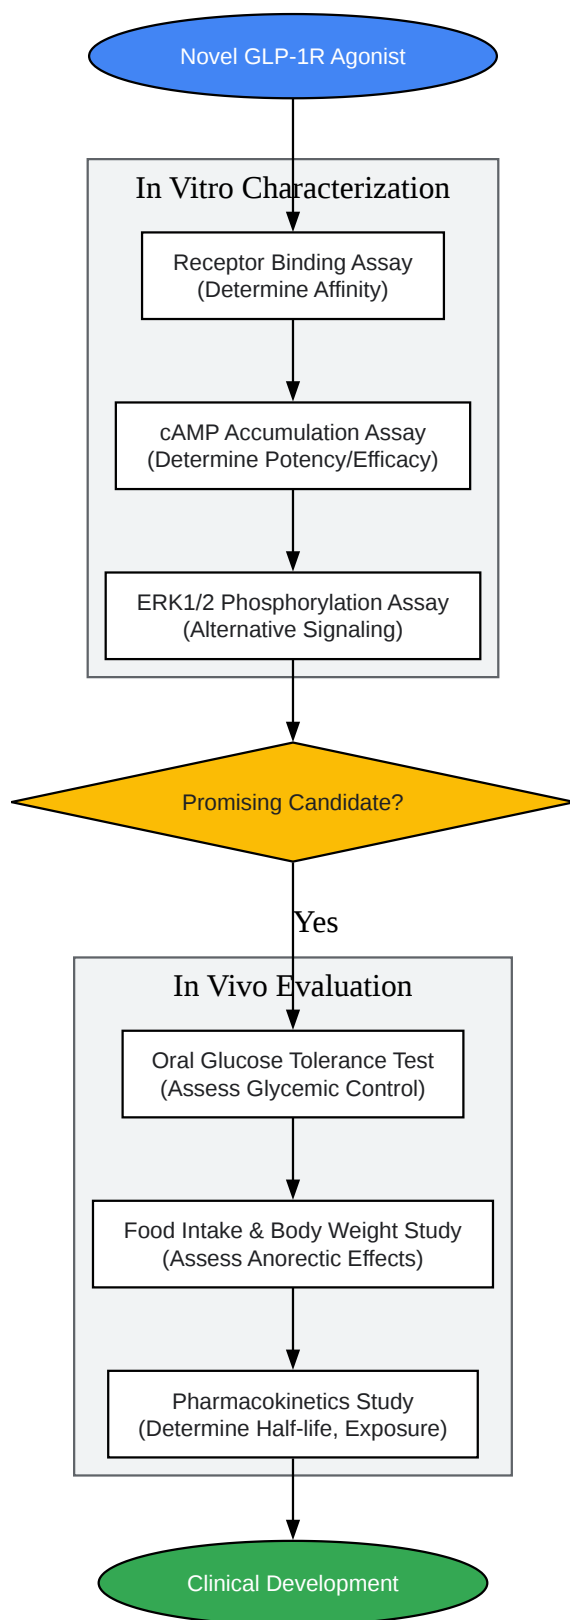 Novel GLP-1R Agonist
In Vitro Characterization
Receptor Binding Assay
(Determine Affinity)
cAMP Accumulation Assay
(Determine Potency/Efficacy)
ERK1/2 Phosphorylation Assay
(Alternative Signaling)
Promising Candidate?
Yes
In Vivo Evaluation
Oral Glucose Tolerance Test
(Assess Glycemic Control)
Food Intake & Body Weight Study
(Assess Anorectic Effects)
Pharmacokinetics Study
(Determine Half-life, Exposure)
Clinical Development